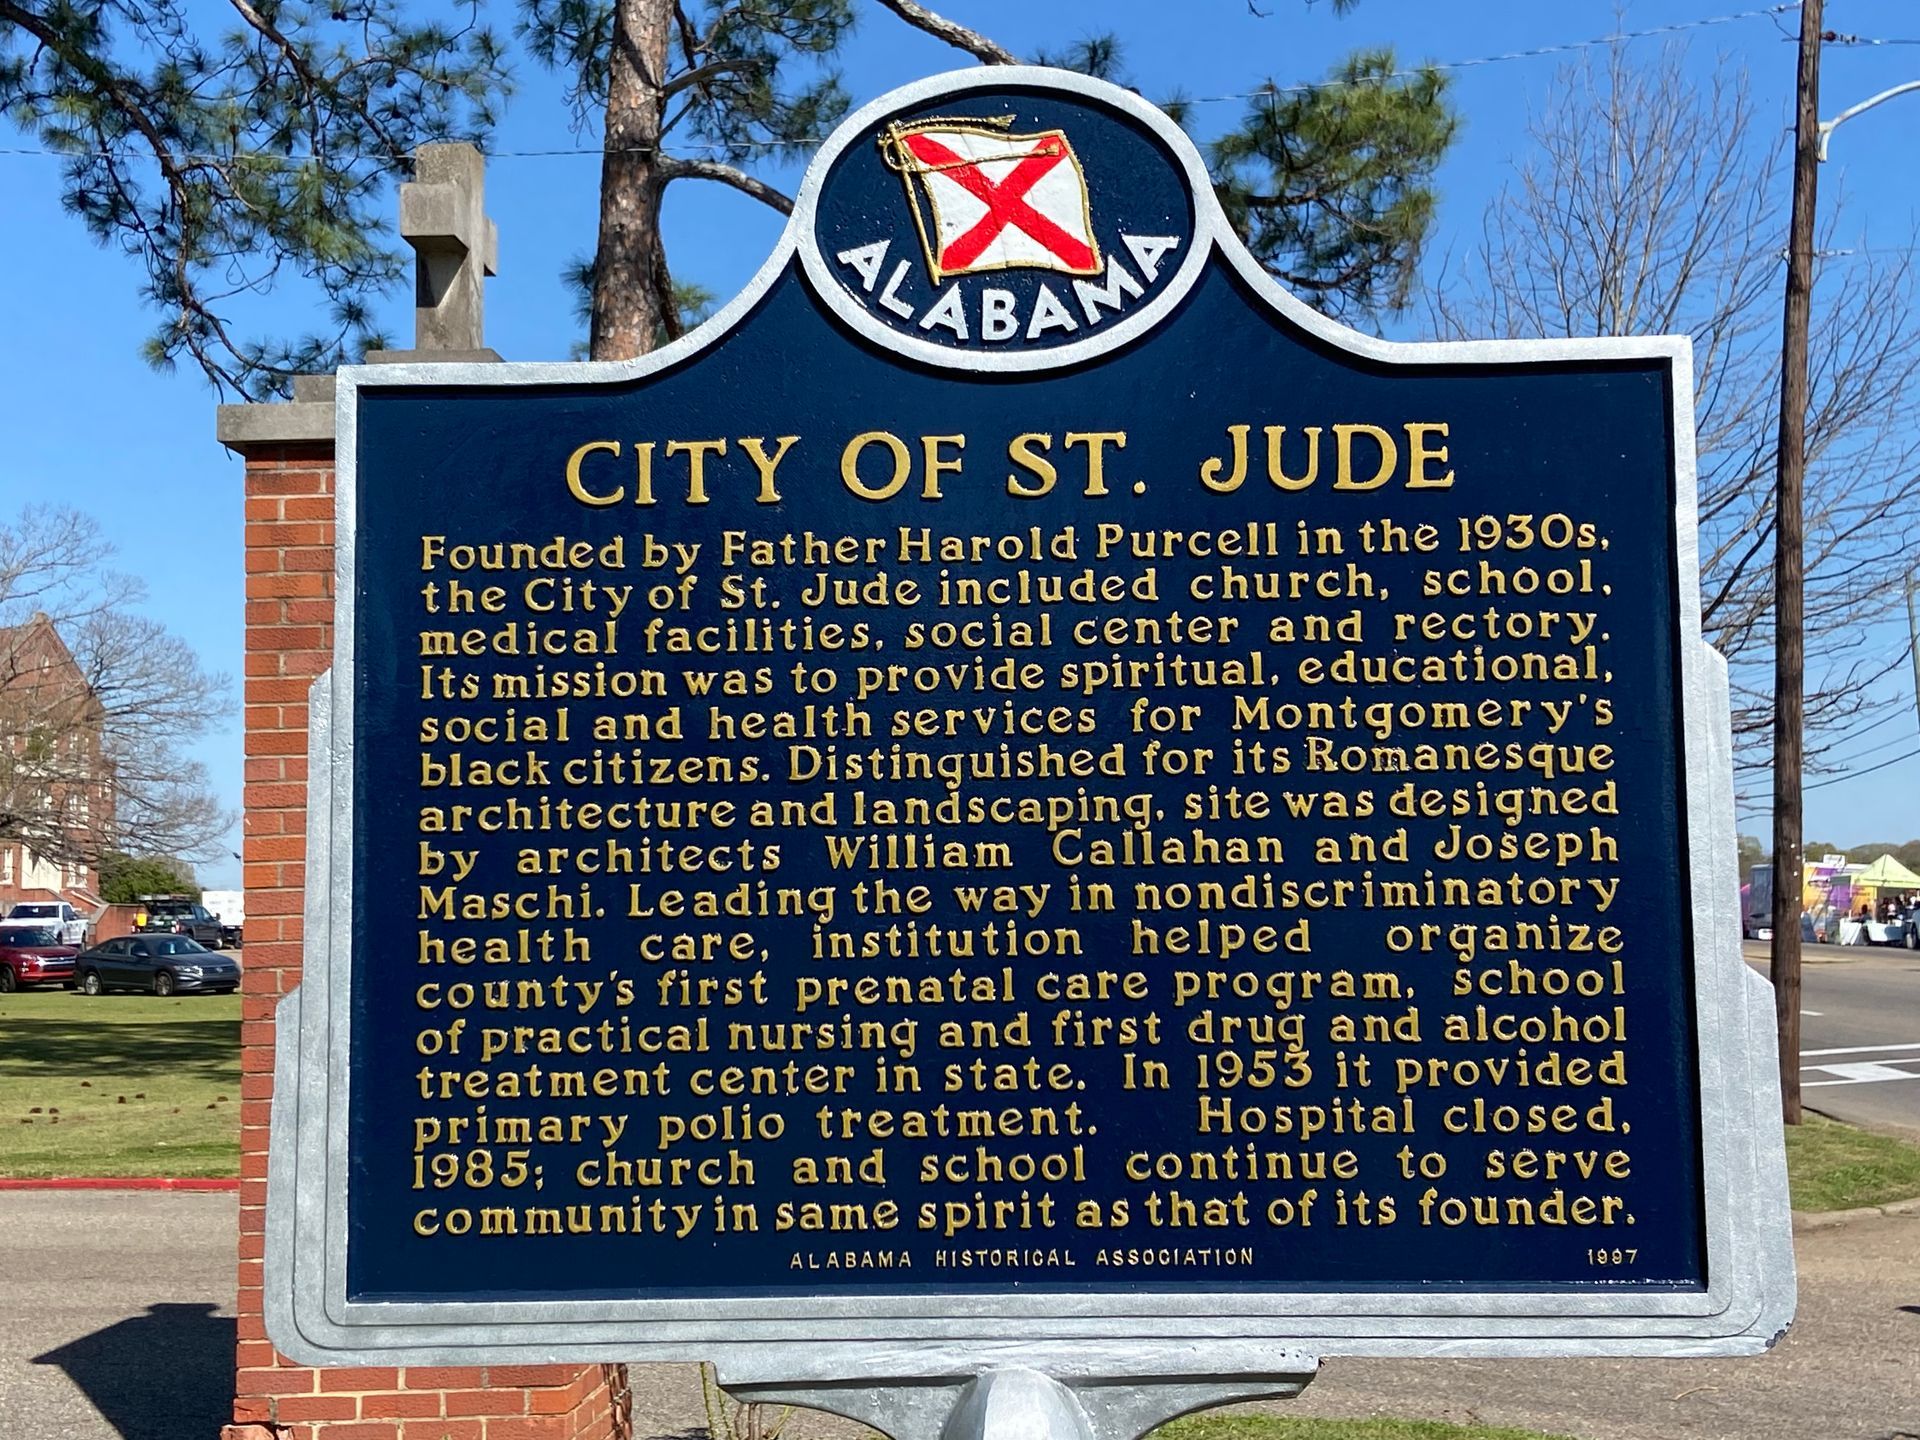 ALABAMA
CITY OF ST. JUDE
Founded by Father Harold Purcell in the 1930s,
the City of St. Jude included church, school,
medical facilities, social center and rectory.
Its mission was to provide spiritual, educational,
social and health services for Montgomery's
black citizens. Distinguished for its Romanesque
architecture and landscaping, site was designed
by architects William Callahan and Joseph
Maschi. Leading the way in nondiscriminatory
health care, institution helped organize
county's first prenatal care program, school
of practical nursing and first drug and alcohol
treatment center in state. In 1953 it provided
primary polio treatment. Hospital closed,
1985; church and school continue to serve
community in same spirit as that of its founder.
ALABAMA HISTORICAL ASSOCIATION 1997